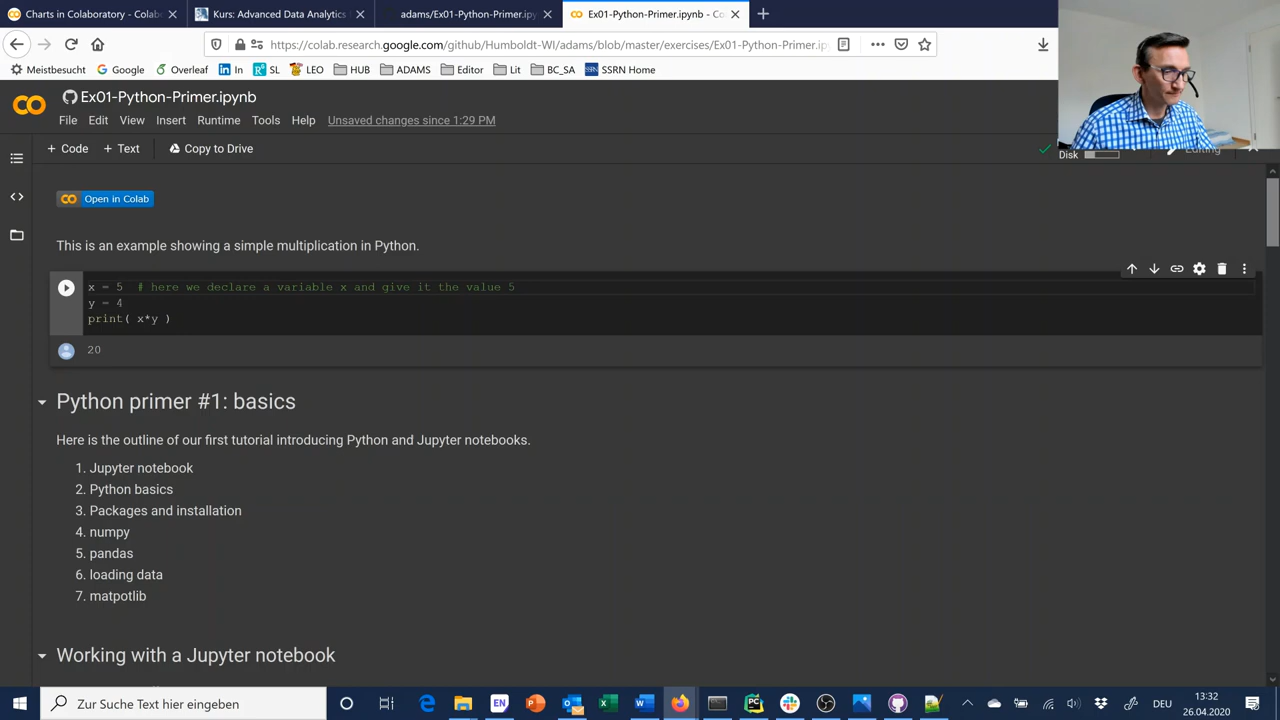 Charts in Colaboratory - Colab
Kurs: Advanced Data Analytics
adams/Ex01-Python-Primer.ipynb
Ex01-Python-Primer.ipynb - Co
https://colab.research.google.com/github/Humboldt-WI/adams/blob/master/exercises/Ex01-Python-Primer.ip
Meistbesucht
Google
Overleaf
In
SL
LEO
HUB
ADAMS
Editor
Lit
BC_SA
SSRN Home
Ex01-Python-Primer.ipynb
File Edit View Insert Runtime Tools Help Unsaved changes since 1:29 PM
+ Code + Text Copy to Drive
Disk
Editing
Open in Colab
This is an example showing a simple multiplication in Python.
x = 5 # here we declare a variable x and give it the value 5
y = 4
print( x*y )
20
Python primer #1: basics
Here is the outline of our first tutorial introducing Python and Jupyter notebooks.
1. Jupyter notebook
2. Python basics
3. Packages and installation
4. numpy
5. pandas
6. loading data
7. matpotlib
Working with a Jupyter notebook
Zur Suche Text hier eingeben
EN
DEU
13:32
26.04.2020